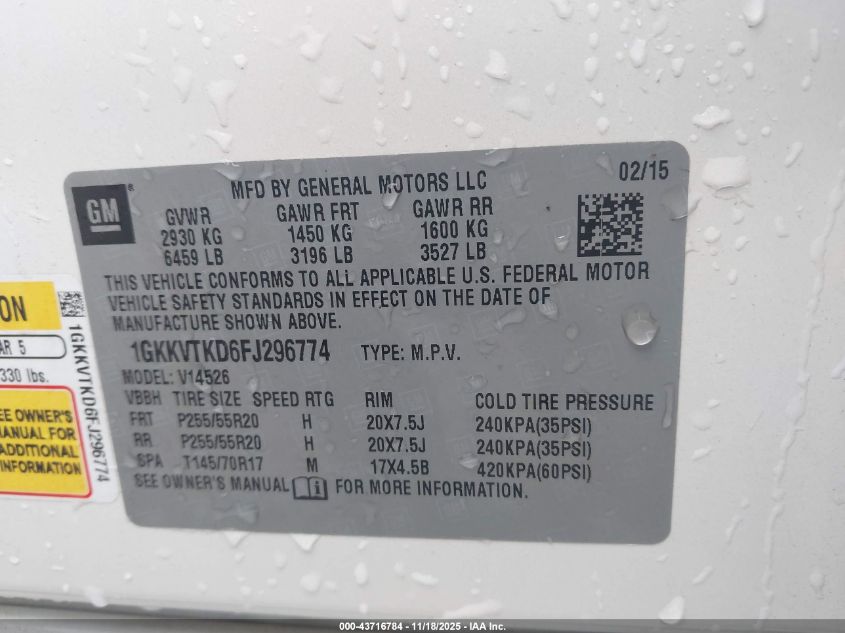 GM®
MFD BY GENERAL MOTORS LLC 02/15
GVWR GAWR FRT GAWR RR
2930 KG 1450 KG 1600 KG
6459 LB 3196 LB 3527 LB
THIS VEHICLE CONFORMS TO ALL APPLICABLE U.S. FEDERAL MOTOR
VEHICLE SAFETY STANDARDS IN EFFECT ON THE DATE OF
MANUFACTURE SHOWN ABOVE.
1GKKVTKD6FJ296774 TYPE: M.P.V.
MODEL: V14526
VBBH TIRE SIZE SPEED RTG RIM COLD TIRE PRESSURE
FRT P255/55R20 H 20X7.5J 240KPA(35PSI)
RR P255/55R20 H 20X7.5J 240KPA(35PSI)
SPA T145/70R17 M 17X4.5B 420KPA(60PSI)
SEE OWNER'S MANUAL FOR MORE INFORMATION.
ON
AR 5
330 lbs.
EE OWNER'S
ANUAL FOR
ADDITIONAL
INFORMATION
1GKKVTKD6FJ296774
000-43716784 - 11/18/2025 - IAA Inc.